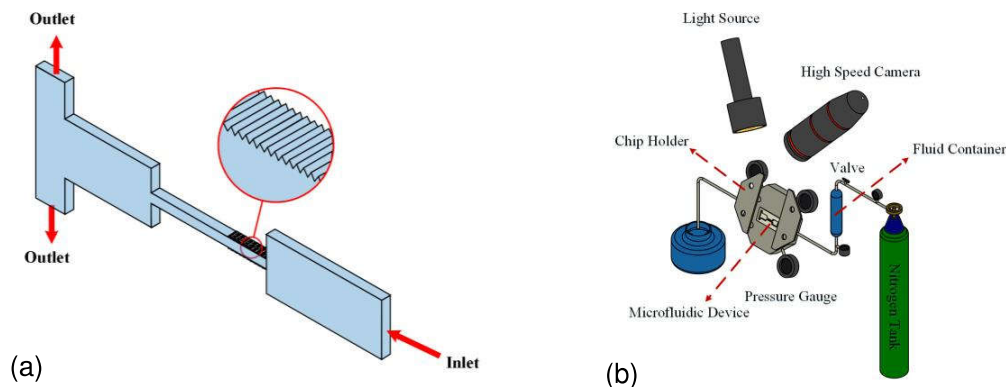 Outlet
Outlet
Inlet
(a)
Light Source
High Speed Camera
Chip Holder
Valve
Fluid Container
Pressure Gauge
Microfluidic Device
Nitrogen Tank
(b)